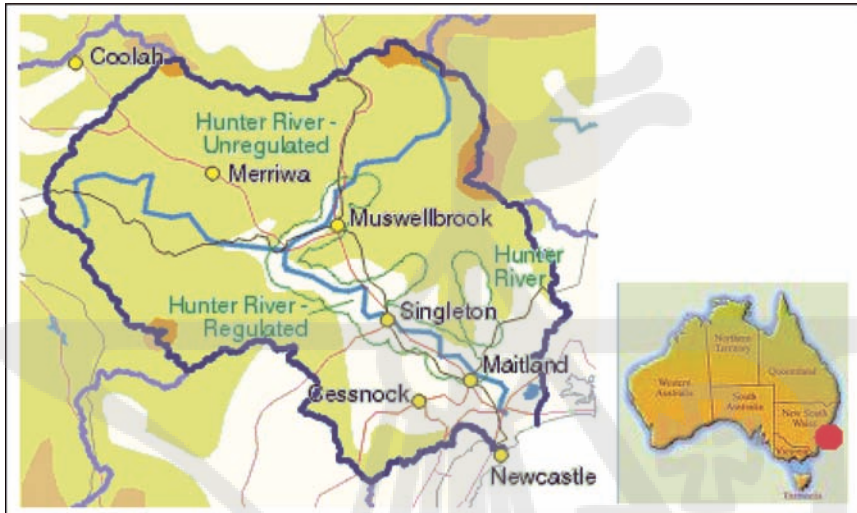 Coolah
Hunter River -
Unregulated
Merriwa
Muswellbrook
Hunter
River
Hunter River -
Regulated
Singleton
Maitland
Cessnock
Newcastle
Northern
Territory
Queensland
Western
Australia
South
Australia
New South
Wales
Victoria
Tasmania